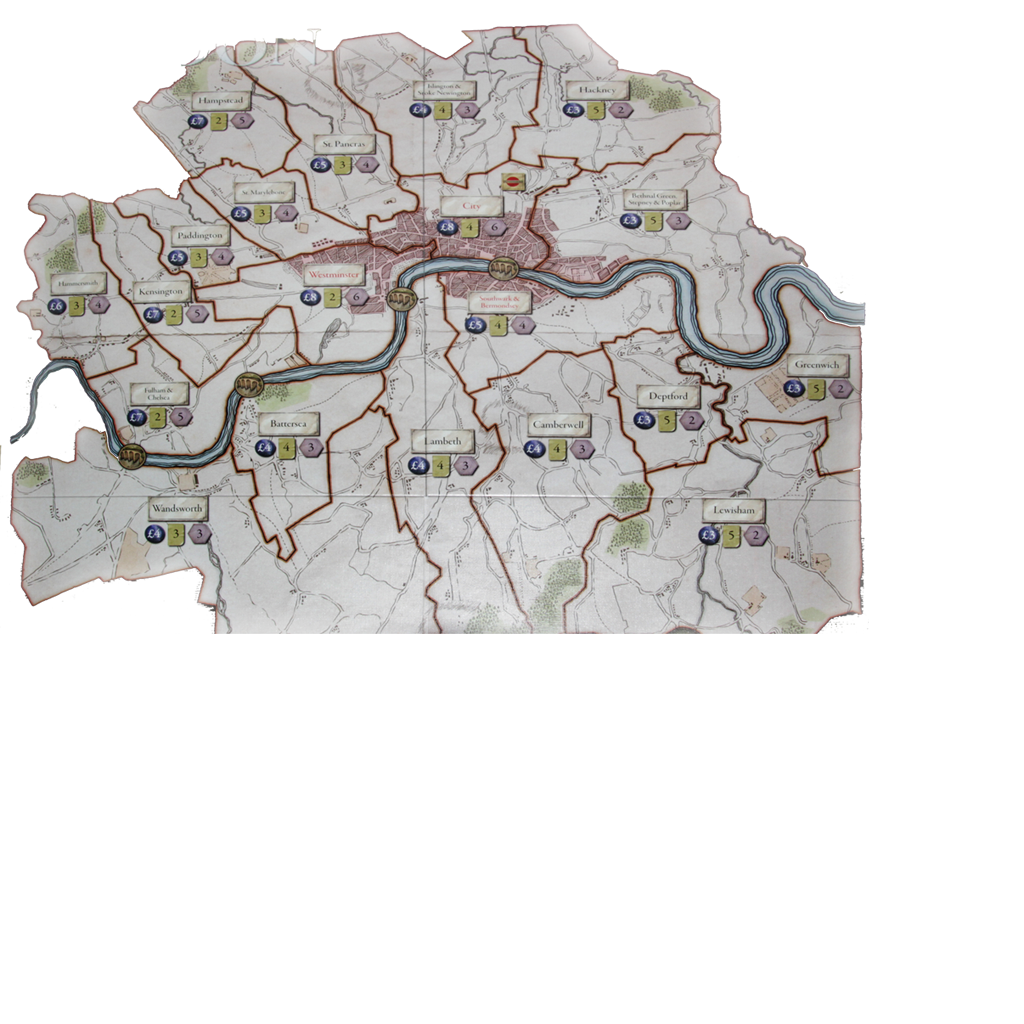 DON
Hampstead
£7 2 5
Islington &
Stoke Newington
£4 4 3
Hackney
£3 5 2
St. Pancras
£5 3 4
St. Marylebone
£5 3 4
City
£8 4 6
Bethnal Green,
Stepney & Poplar
£3 5 3
Paddington
£5 3 4
Hammersmith
£6 3 4
Kensington
£7 2 5
Westminster
£8 2 6
Southwark &
Bermondsey
£5 4 4
Fulham &
Chelsea
£7 2 5
Greenwich
£3 5 2
Deptford
£3 5 2
Battersea
£4 4 3
Lambeth
£4 4 3
Camberwell
£4 4 3
Wandsworth
£4 3 3
Lewisham
£3 5 2